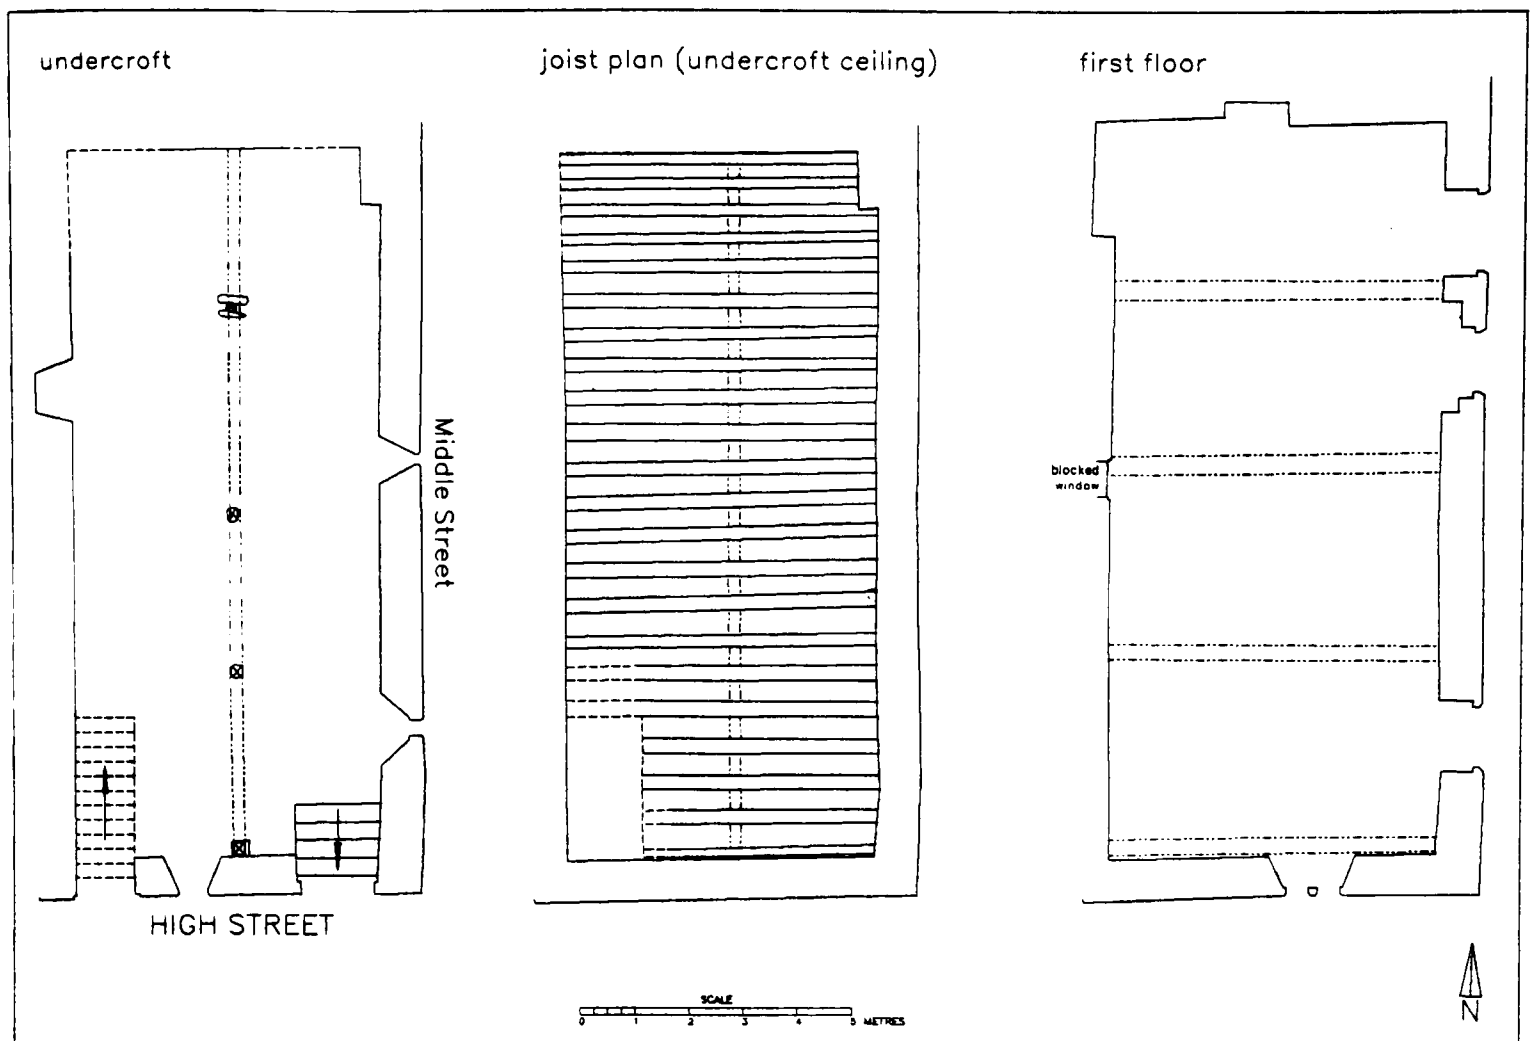 undercroft
joist plan (undercroft ceiling)
first floor
Middle Street
blocked
window
HIGH STREET
SCALE
0 1 2 3 4 5 METRES
N